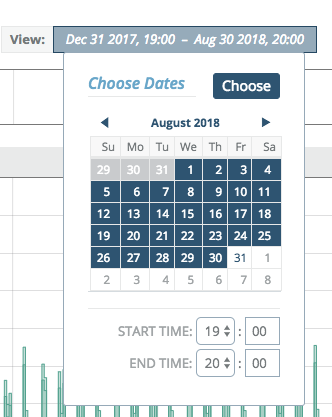 View: Dec 31 2017, 19:00 – Aug 30 2018, 20:00
Choose Dates Choose
August 2018
Su Mo Tu We Th Fr Sa
29 30 31 1 2 3 4
5 6 7 8 9 10 11
12 13 14 15 16 17 18
19 20 21 22 23 24 25
26 27 28 29 30 31 1
2 3 4 5 6 7 8
START TIME: 19 : 00
END TIME: 20 : 00